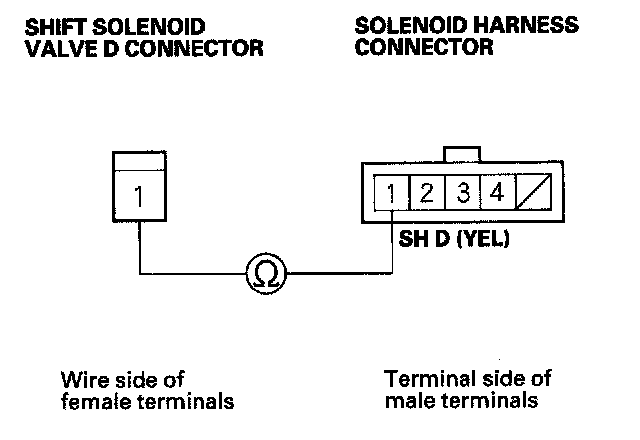 SHIFT SOLENOID
VALVE D CONNECTOR
SOLENOID HARNESS
CONNECTOR
1
1 2 3 4
SH D (YEL)
Ω
Wire side of
female terminals
Terminal side of
male terminals